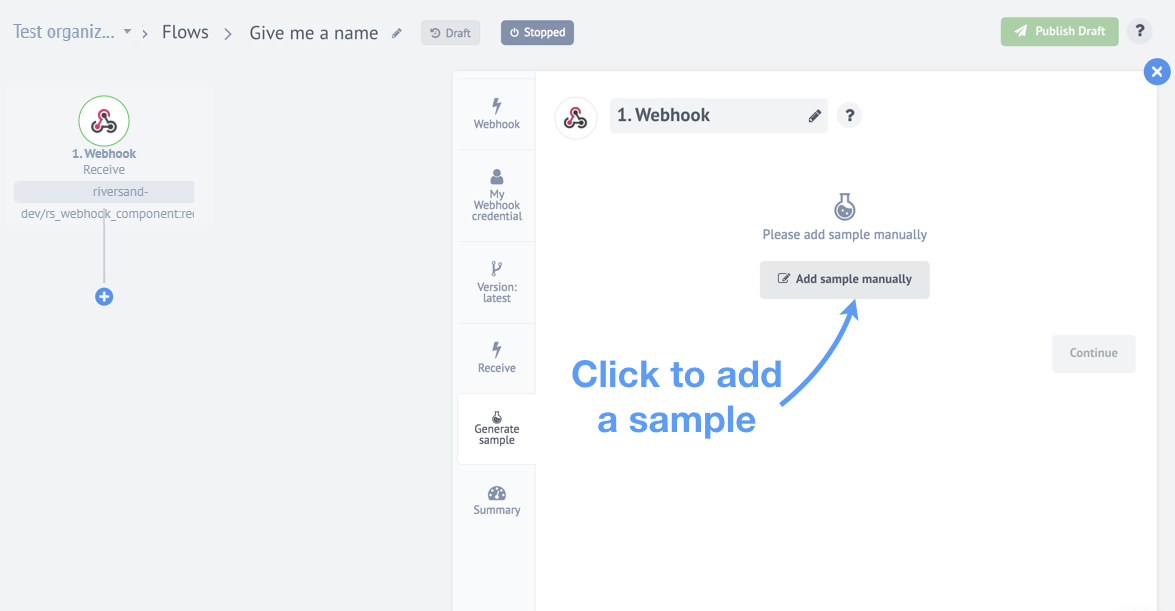 Test organiz...
Flows
Give me a name
Draft
Stopped
Publish Draft
?
1. Webhook
Receive
riversand-
dev/rs_webhook_component:rec
Webhook
My
Webhook
credential
Version:
latest
Receive
Generate
sample
Summary
1. Webhook
?
Please add sample manually
Add sample manually
Continue
Click to add
a sample